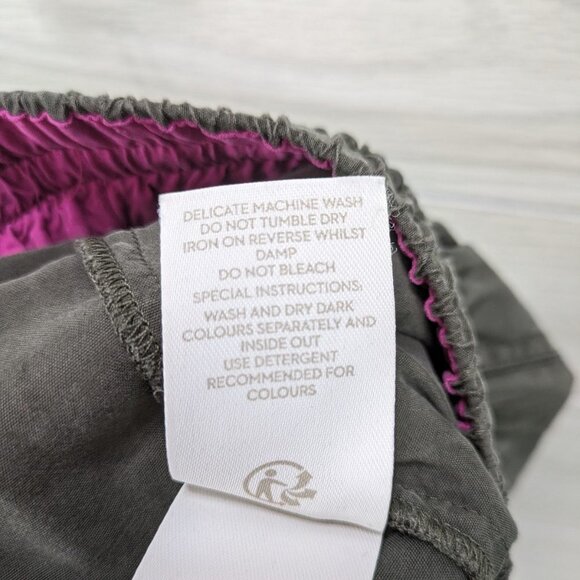 DELICATE MACHINE WASH
DO NOT TUMBLE DRY
IRON ON REVERSE WHILST
DAMP
DO NOT BLEACH
SPECIAL INSTRUCTIONS:
WASH AND DRY DARK
COLOURS SEPARATELY AND
INSIDE OUT
USE DETERGENT
RECOMMENDED FOR
COLOURS